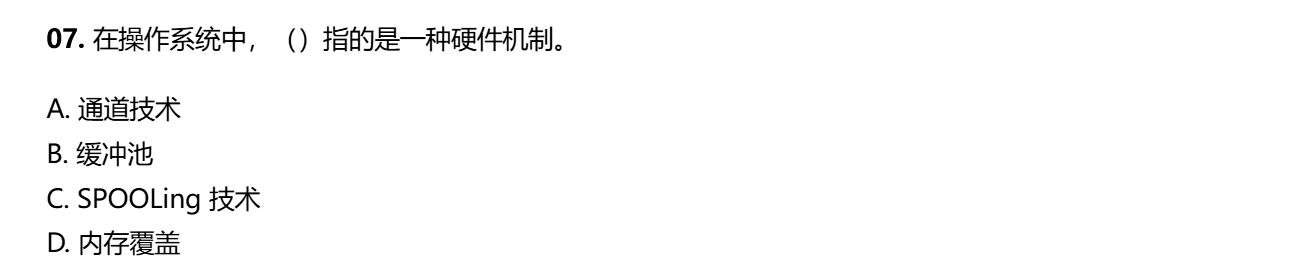 07. 在操作系统中，（）指的是一种硬件机制。
A. 通道技术
B. 缓冲池
C. SPOOLing 技术
D. 内存覆盖